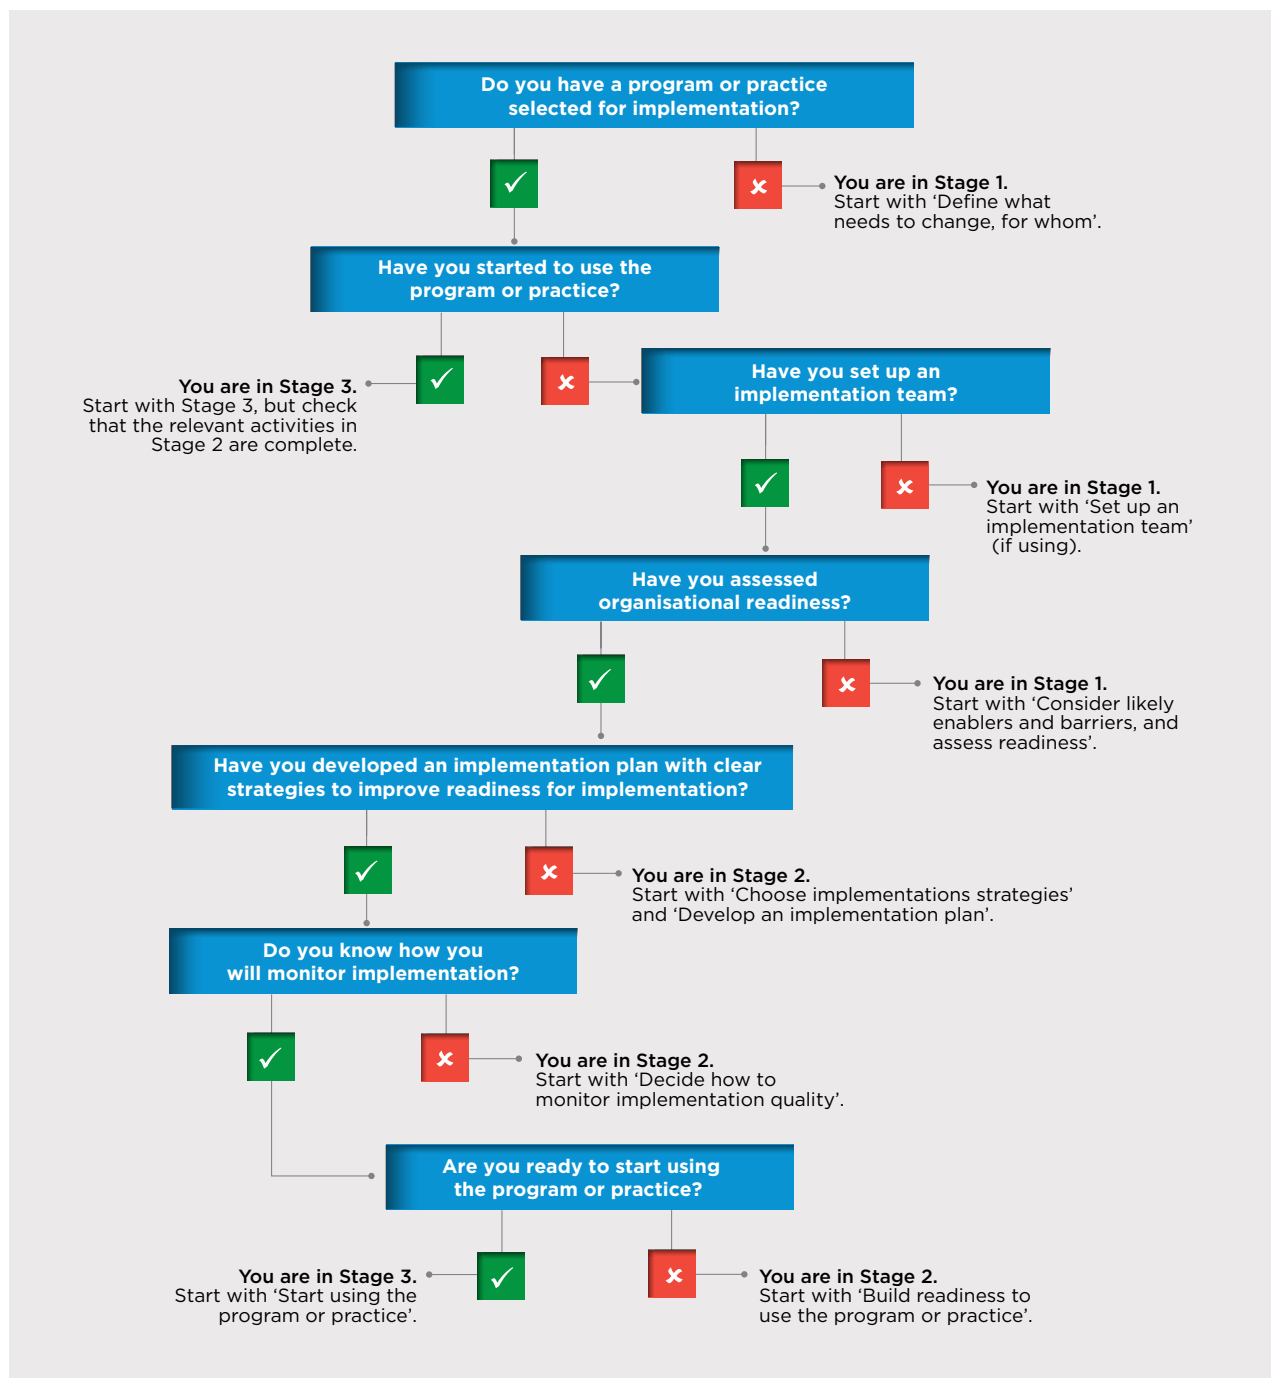 Do you have a program or practice
selected for implementation?
You are in Stage 1.
Start with ‘Define what
needs to change, for whom’.
Have you started to use the
program or practice?
You are in Stage 3.
Start with Stage 3, but check
that the relevant activities in
Stage 2 are complete.
Have you set up an
implementation team?
You are in Stage 1.
Start with ‘Set up an
implementation team’
(if using).
Have you assessed
organisational readiness?
You are in Stage 1.
Start with ‘Consider likely
enablers and barriers, and
assess readiness’.
Have you developed an implementation plan with clear
strategies to improve readiness for implementation?
You are in Stage 2.
Start with ‘Choose implementations strategies’
and ‘Develop an implementation plan’.
Do you know how you
will monitor implementation?
You are in Stage 2.
Start with ‘Decide how to
monitor implementation quality’.
Are you ready to start using
the program or practice?
You are in Stage 3.
Start with ‘Start using the
program or practice’.
You are in Stage 2.
Start with ‘Build readiness to
use the program or practice’.